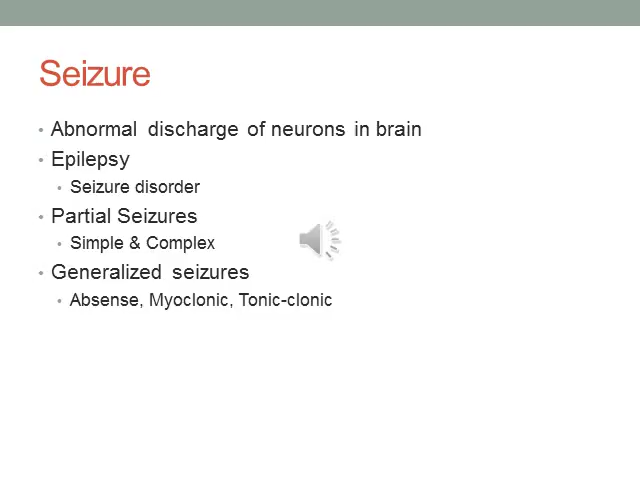 Seizure
• Abnormal discharge of neurons in brain
• Epilepsy
• Seizure disorder
• Partial Seizures
• Simple & Complex
• Generalized seizures
• Absense, Myoclonic, Tonic-clonic